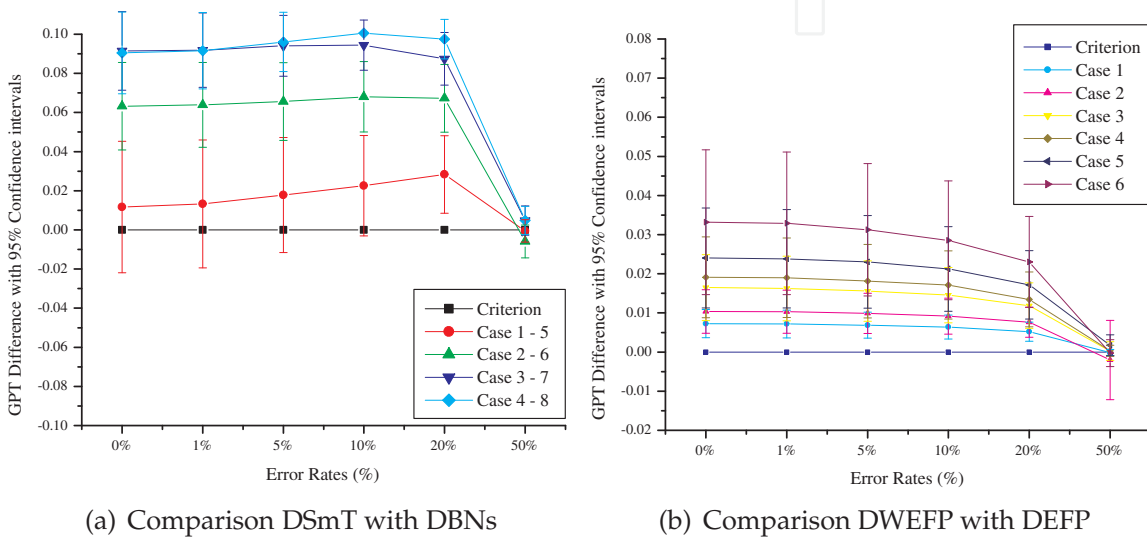 GPT Difference with 95% Confidence intervals
0.10
0.08
0.06
0.04
0.02
0.00
-0.02
-0.04
-0.06
-0.08
-0.10
Criterion
Case 1 - 5
Case 2 - 6
Case 3 - 7
Case 4 - 8
0% 1% 5% 10% 20% 50%
Error Rates (%)
(a) Comparison DSmT with DBNs
GPT Difference with 95% Confidence intervals
0.08
0.07
0.06
0.05
0.04
0.03
0.02
0.01
0.00
-0.01
-0.02
Criterion
Case 1
Case 2
Case 3
Case 4
Case 5
Case 6
0% 1% 5% 10% 20% 50%
Error Rates (%)
(b) Comparison DWEFP with DEFP